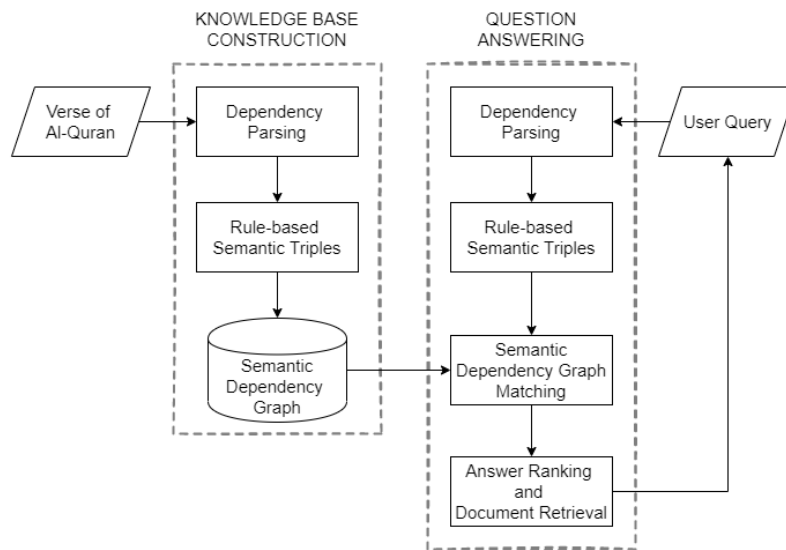 KNOWLEDGE BASE
CONSTRUCTION
QUESTION
ANSWERING
Verse of
Al-Quran
Dependency
Parsing
Dependency
Parsing
User Query
Rule-based
Semantic Triples
Rule-based
Semantic Triples
Semantic
Dependency
Graph
Semantic
Dependency Graph
Matching
Answer Ranking
and
Document Retrieval